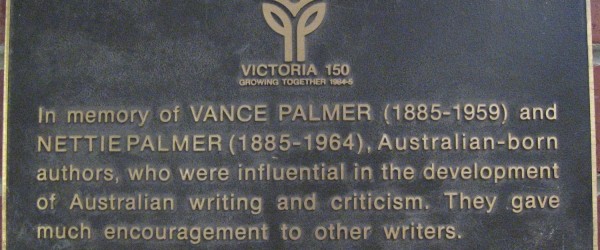 VICTORIA 150
GROWING TOGETHER 1984-5
In memory of VANCE PALMER (1885-1959) and
NETTIE PALMER (1885-1964), Australian-born
authors, who were influential in the development
of Australian writing and criticism. They gave
much encouragement to other writers.